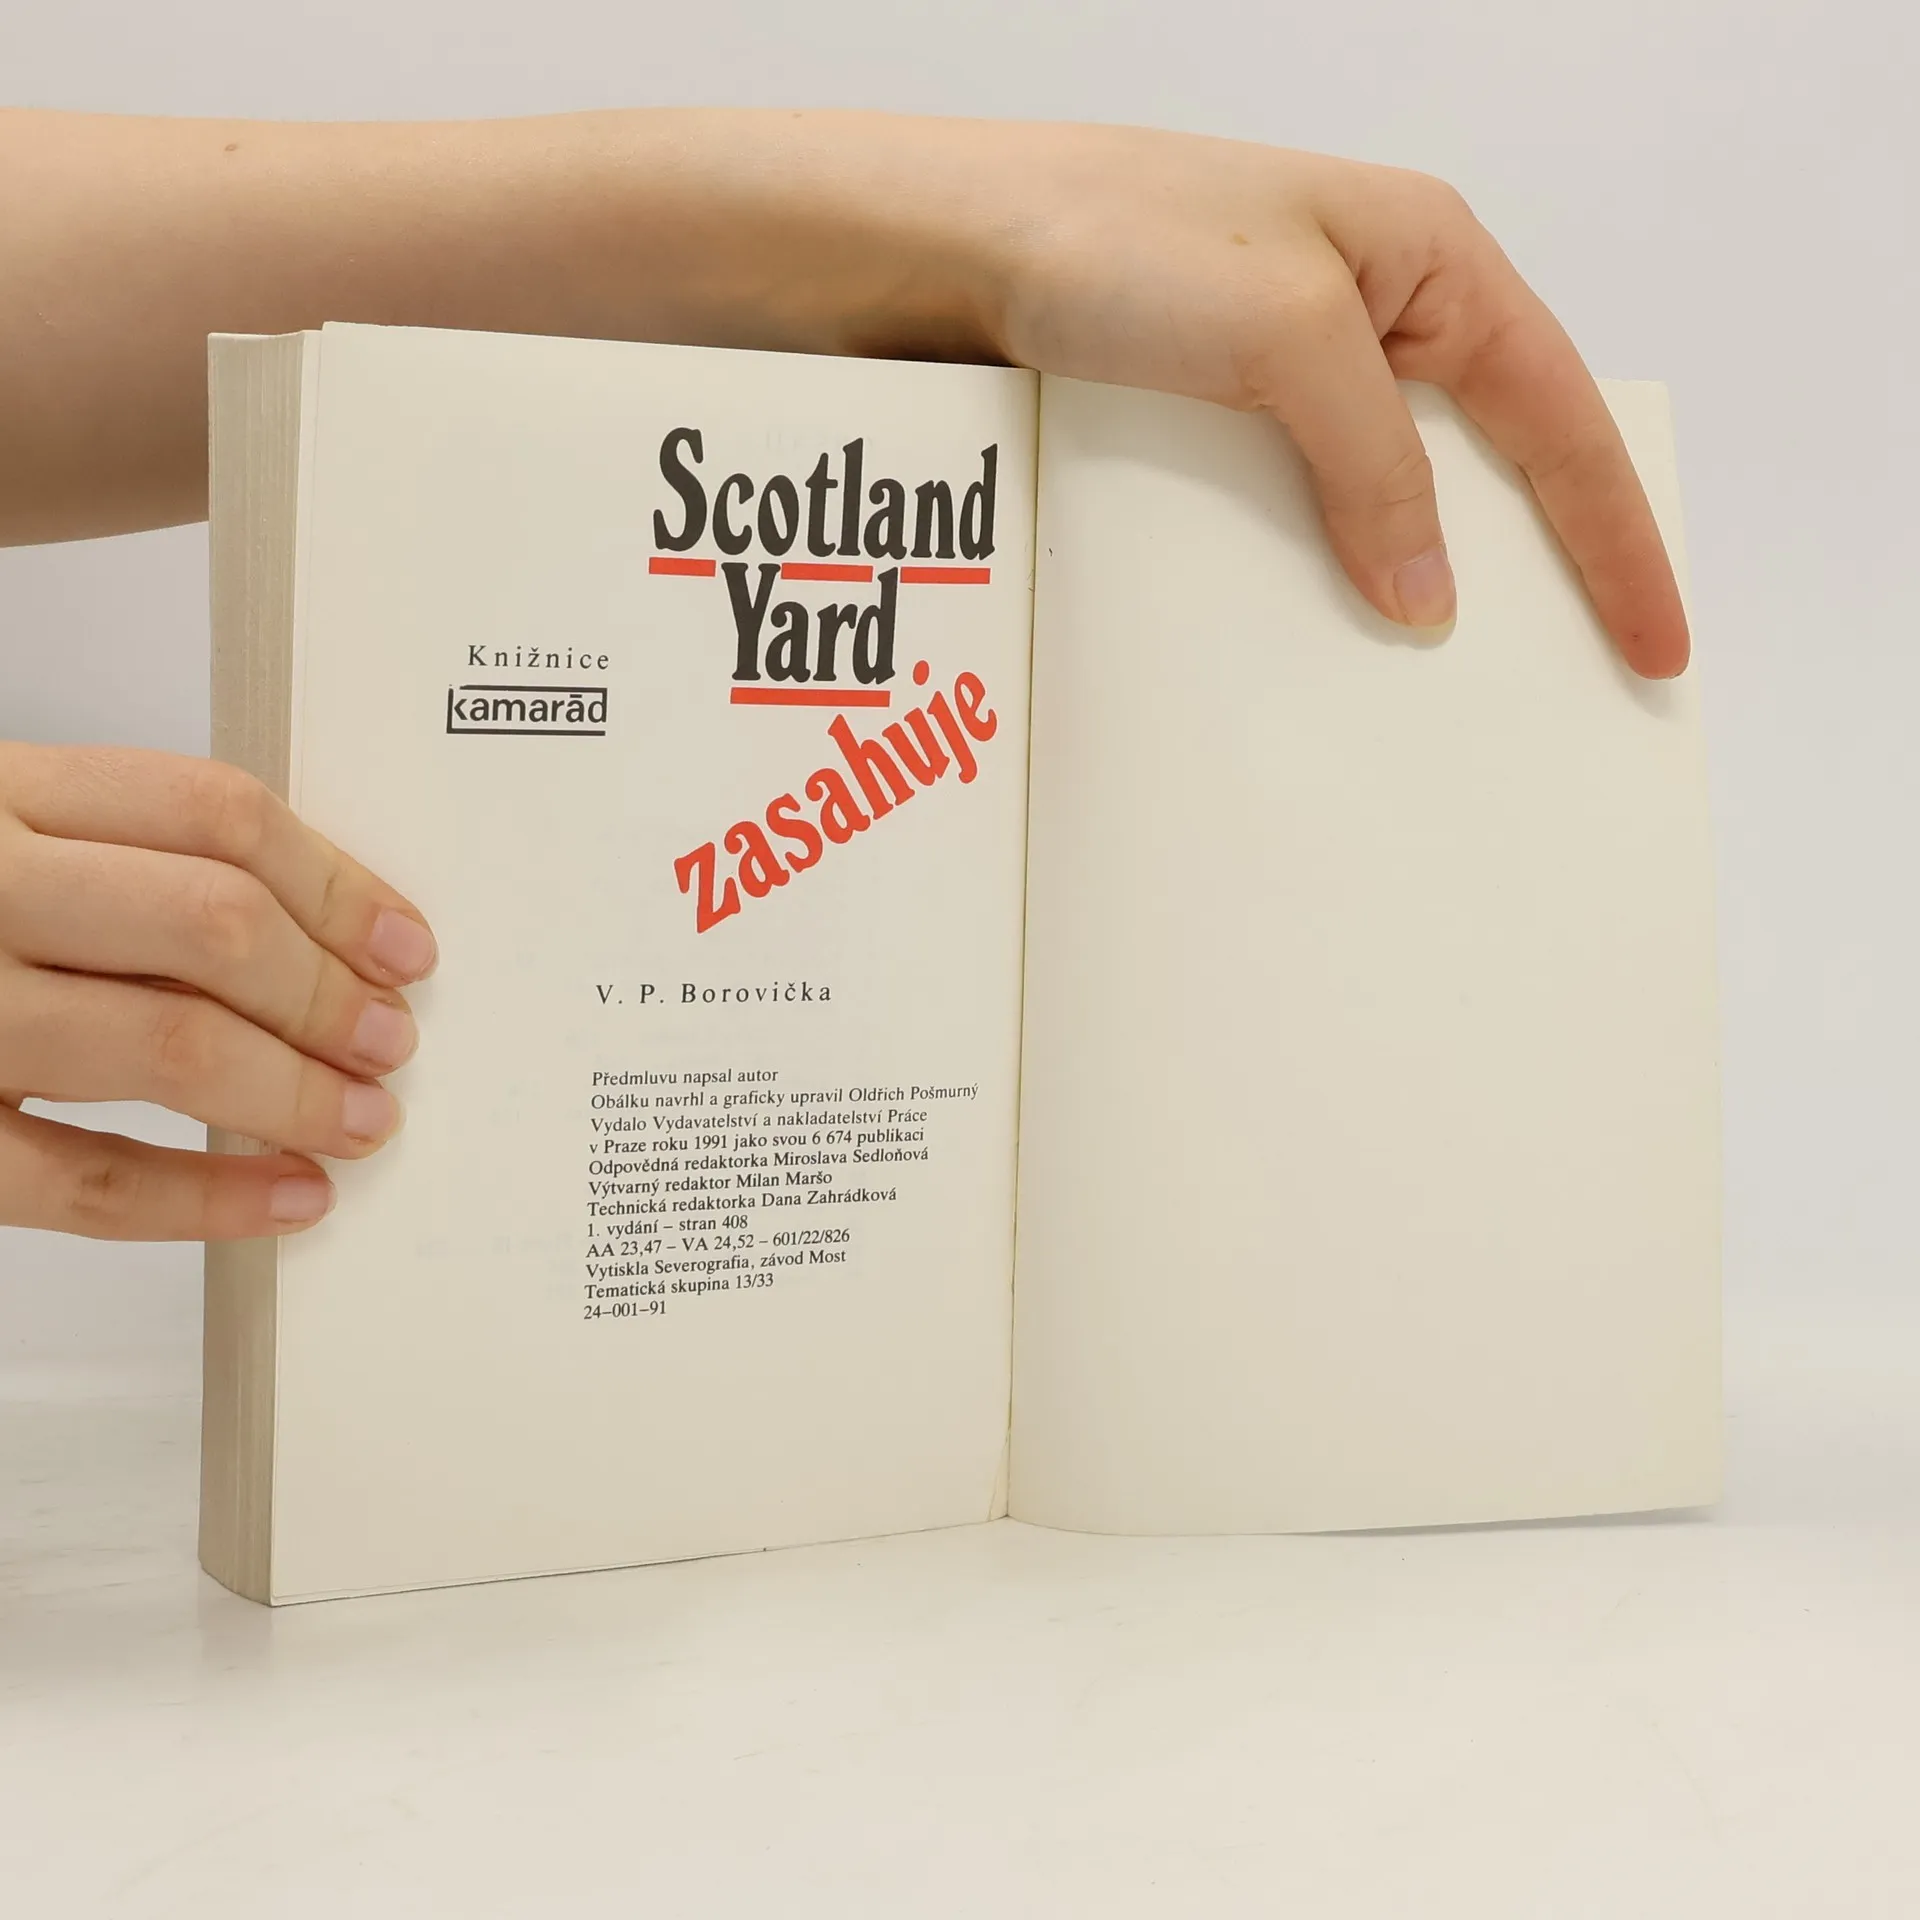 Scotland
Yard
zasahuje
Knižnice
kamarád
V. P. Borovička
Předmluvu napsal autor
Obálku navrhl a graficky upravil Oldřich Pošmurný
Vydalo Vydavatelství a nakladatelství Práce
v Praze roku 1991 jako svou 6 674 publikaci
Odpovědná redaktorka Miroslava Sedloňová
Výtvarný redaktor Milan Maršo
Technická redaktorka Dana Zahrádková
1. vydání – stran 408
AA 23,47 – VA 24,52 – 601/22/826
Vytiskla Severografia, závod Most
Tematická skupina 13/33
24–001–91